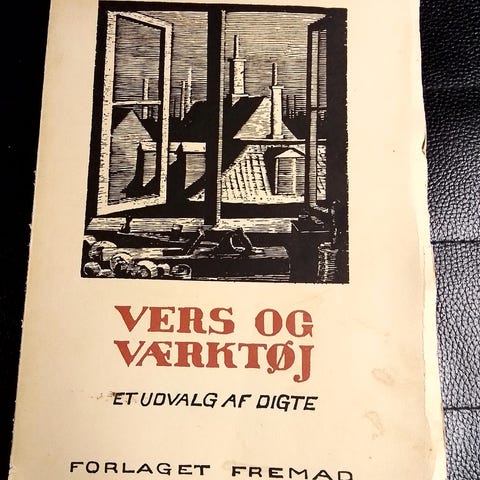 VERS OG
VÆRKTØJ
ET UDVALG AF DIGTE
FORLAGET FREMAD